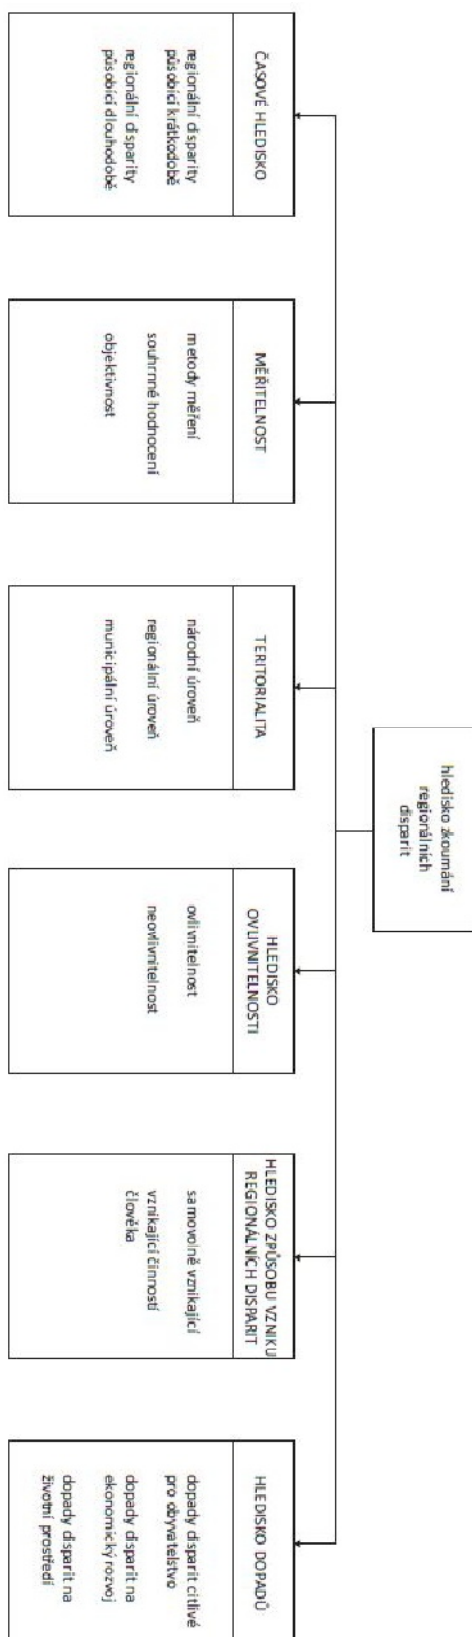 hledisko zkoumání
regionálních
disparit
ČASOVÉ HLEDISKO
regionální disparity
působící krátkodobě
regionální disparity
působící dlouhodobě
MĚŘITELNOST
metody měření
souhrnné hodnocení
objektivnost
TERITORIALITA
národní úroveň
regionální úroveň
municipální úroveň
HLEDISKO
OVLIVNITELNOSTI
ovlivnitelnost
neovlivnitelnost
HLEDISKO ZPŮSOBU VZNIKU
REGIONÁLNÍCH DISPARIT
samovolně vznikající
vznikající činností
člověka
HLEDISKO DOPADŮ
dopady disparit citlivé
pro obyvatelstvo
dopady disparit na
ekonomický rozvoj
dopady disparit na
životní prostředí